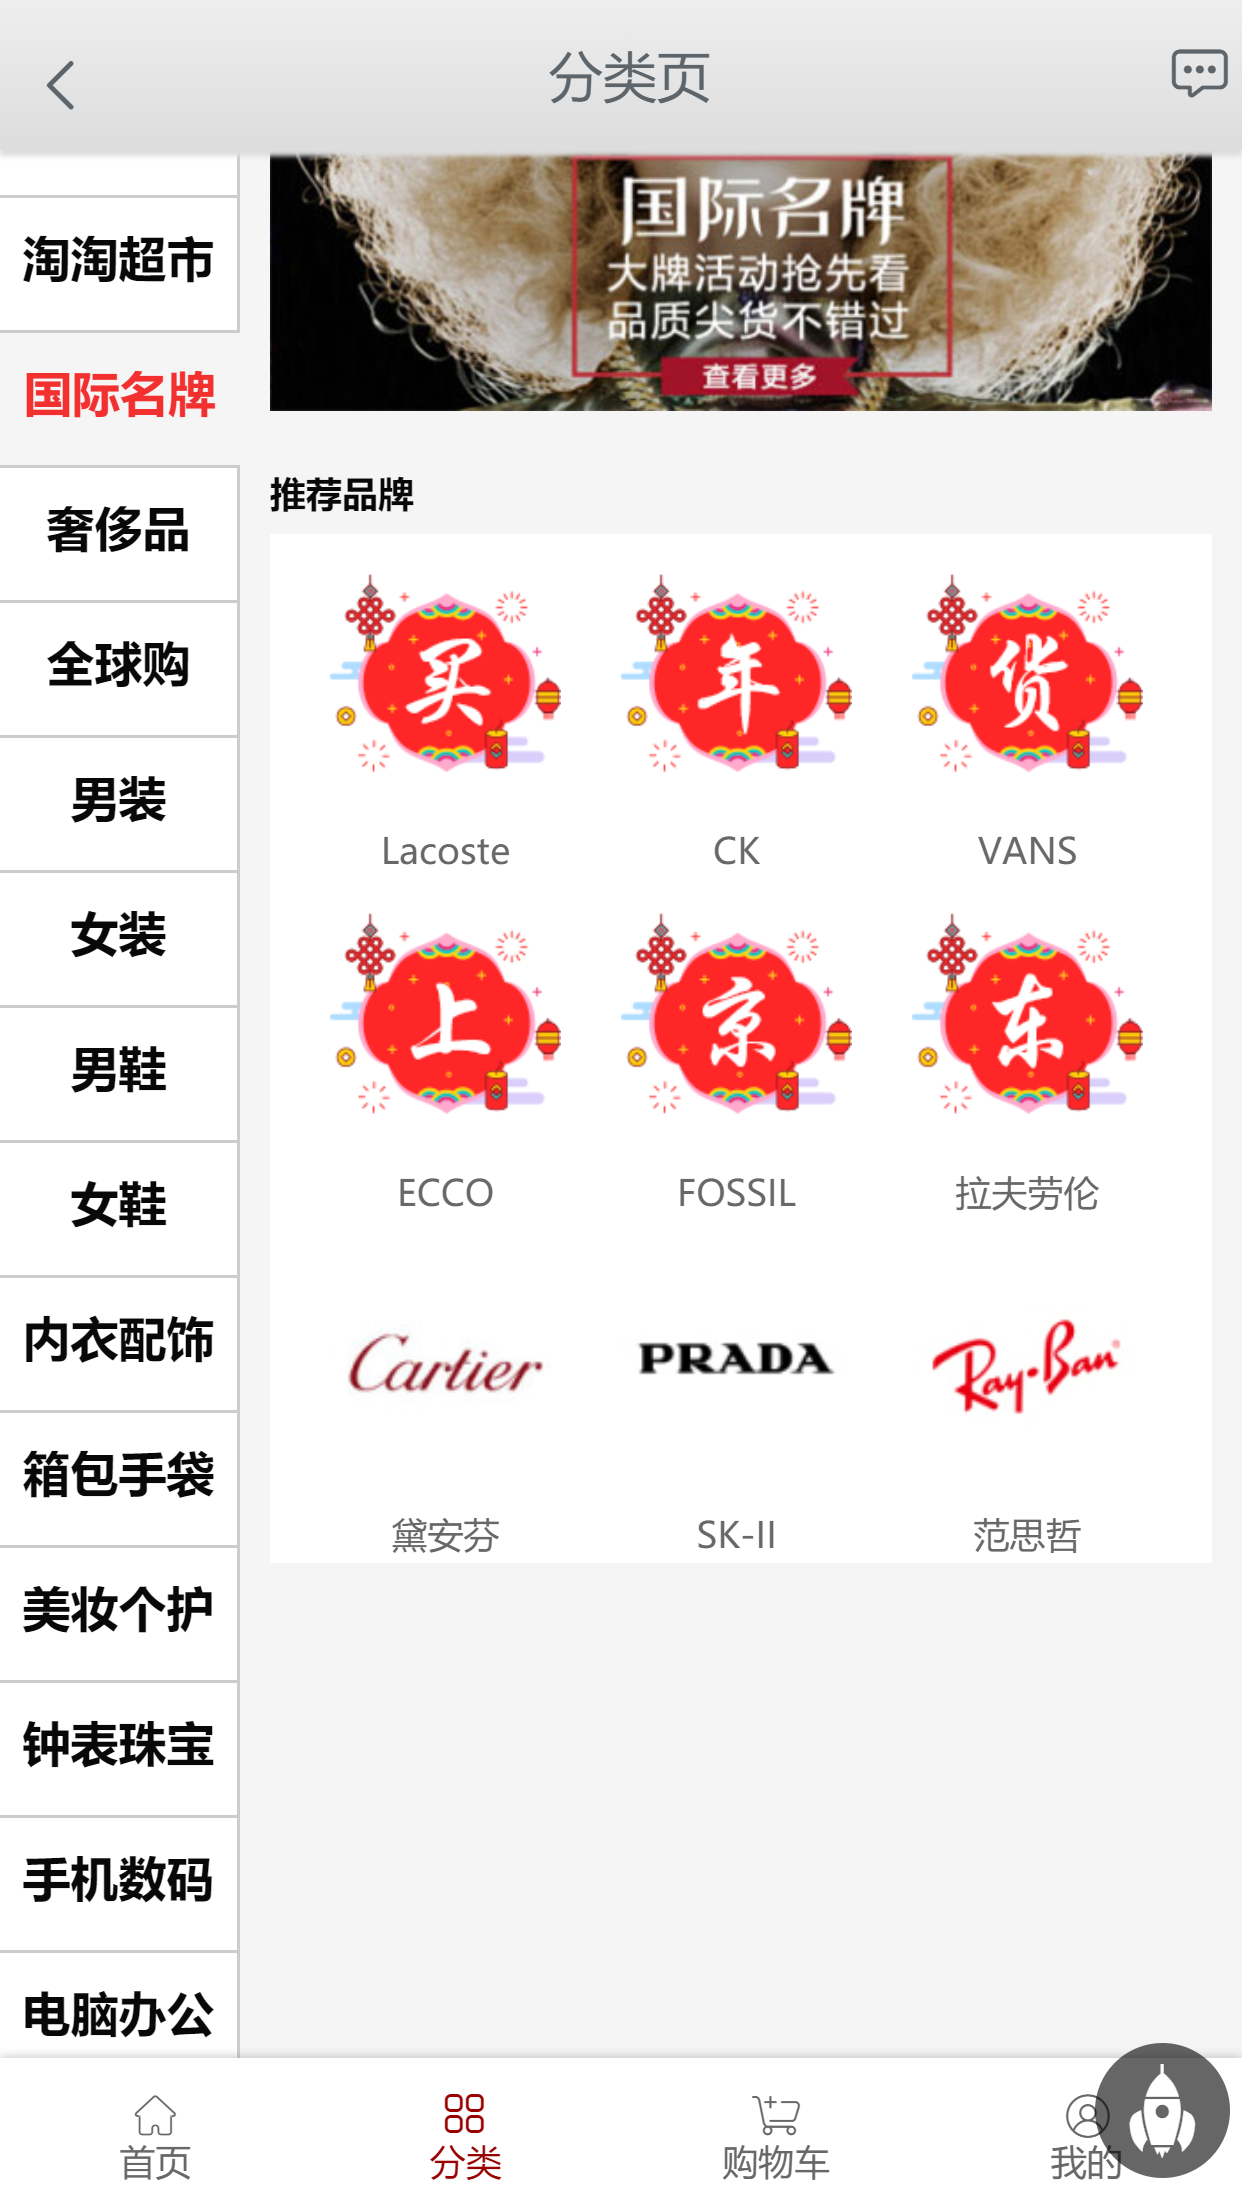 分类页
淘淘超市
国际名牌
奢侈品
全球购
男装
女装
男鞋
女鞋
内衣配饰
箱包手袋
美妆个护
钟表珠宝
手机数码
电脑办公
国际名牌
大牌活动抢先看
品质尖货不错过
查看更多
推荐品牌
买 年 货
Lacoste CK VANS
上 京 东
ECCO FOSSIL 拉夫劳伦
Cartier PRADA Ray-Ban
黛安芬 SK-II 范思哲
首页 分类 购物车 我的